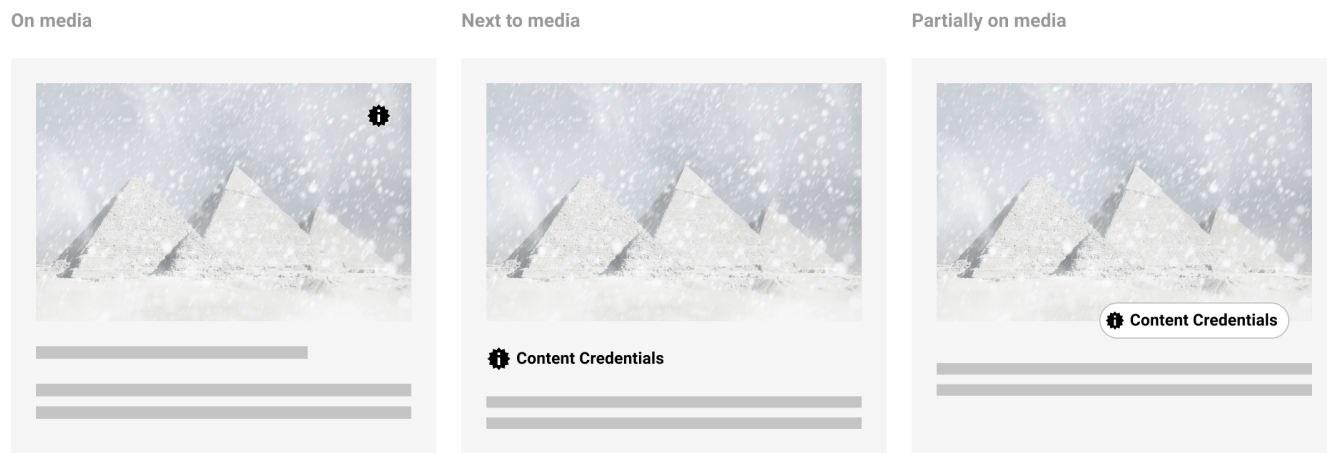 On media
Next to media
Partially on media
Content Credentials
Content Credentials